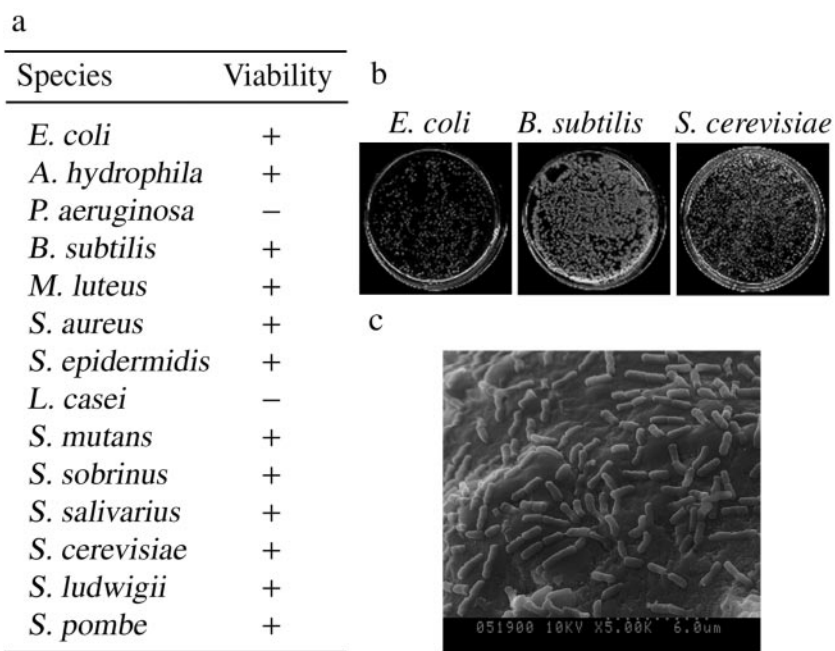 a
Species Viability
E. coli +
A. hydrophila +
P. aeruginosa −
B. subtilis +
M. luteus +
S. aureus +
S. epidermidis +
L. casei −
S. mutans +
S. sobrinus +
S. salivarius +
S. cerevisiae +
S. ludwigii +
S. pombe +
b
E. coli B. subtilis S. cerevisiae
c
051900 10KV X5.00K 6.0um